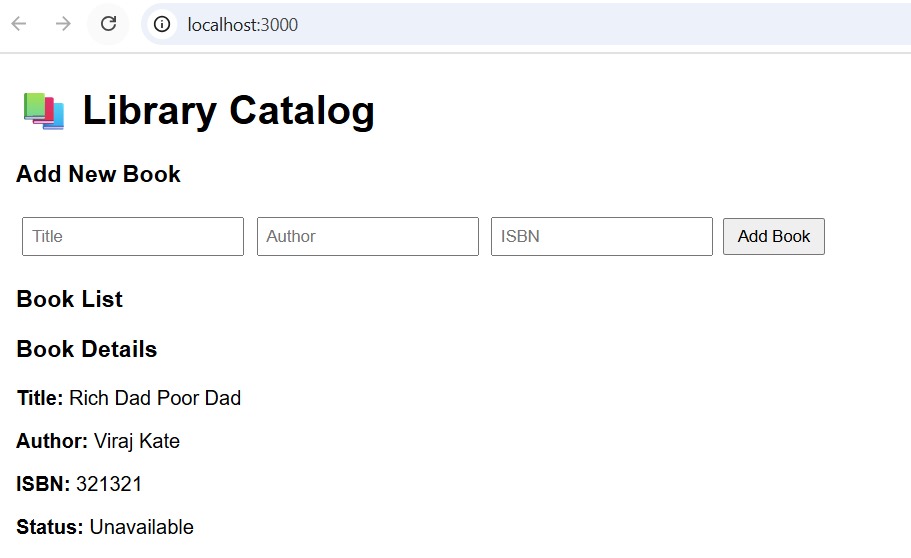 localhost:3000
Library Catalog
Add New Book
Title Author ISBN Add Book
Book List
Book Details
Title: Rich Dad Poor Dad
Author: Viraj Kate
ISBN: 321321
Status: Unavailable